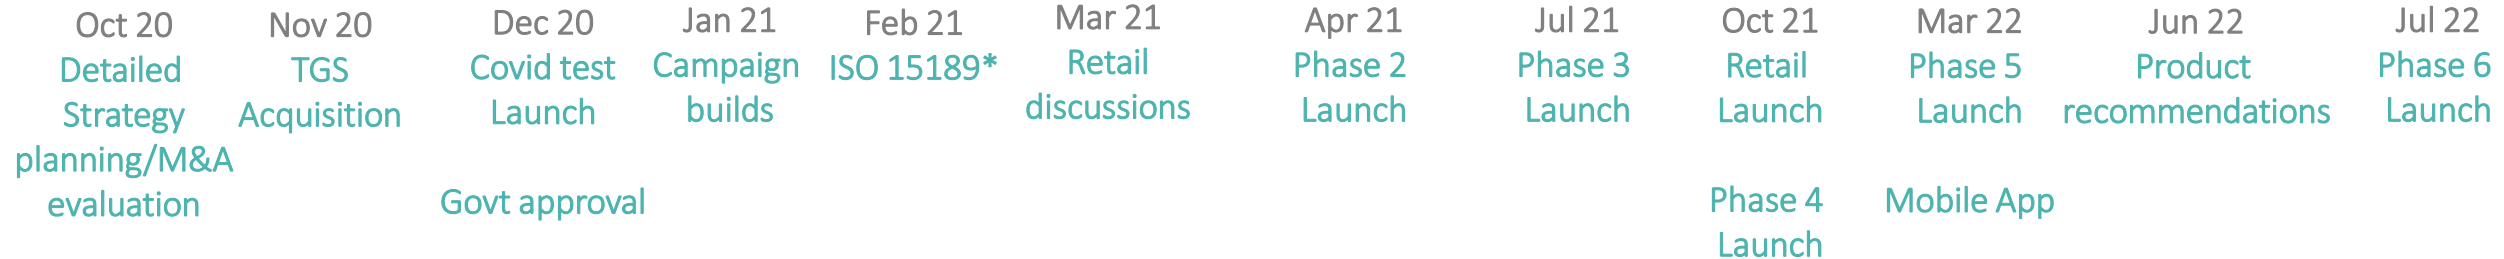 Oct 20
Detailed
Strategy
planning/M&A
evaluation
Nov 20
TGS
Acquisition
Dec 20
Covid test
Launch
Govt approval
Jan 21
Campaign
builds
Feb 21
ISO 15189*
Mar 21
Retail
discussions
Apr 21
Phase 2
Launch
Jul 21
Phase 3
Launch
Oct 21
Retail
Launch
Phase 4
Launch
Mar 22
Phase 5
Launch
Mobile App
Jun 22
Product
recommendations
Jul 22
Phase 6
Launch